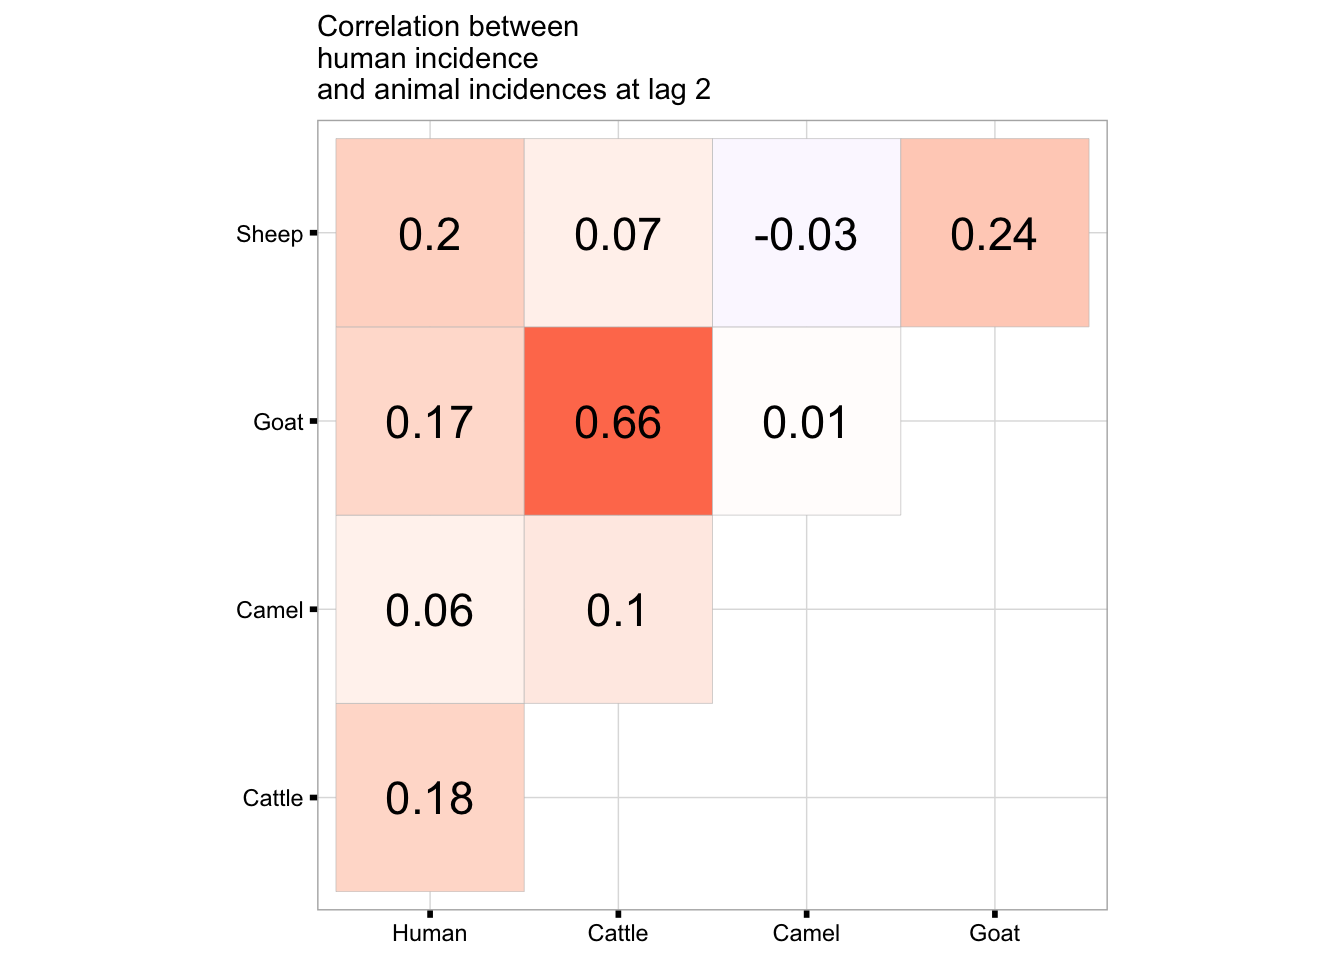 Correlation between
human incidence
and animal incidences at lag 2
Sheep 0.2 0.07 -0.03 0.24
Goat 0.17 0.66 0.01
Camel 0.06 0.1
Cattle 0.18
Human Cattle Camel Goat